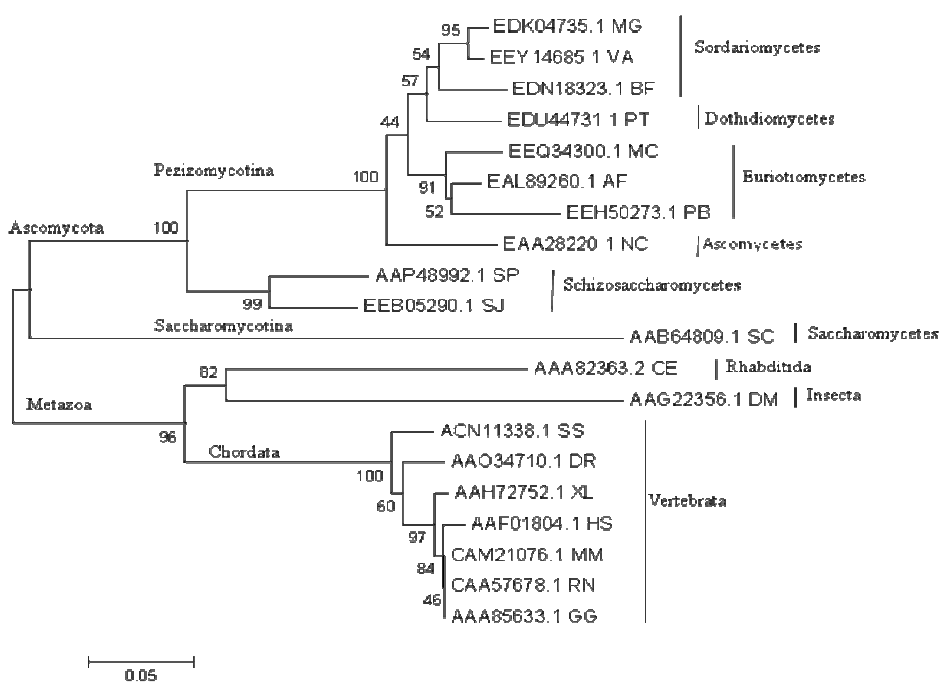 95 EDK04735.1 MG
54 EEY 14685 1 VA Sordariomycetes
57 EDN18323.1 BF
44 EDU44731 1 PT Dothidiomycetes
EEQ34300.1 MC
Pezizomycotina 100 91 EAL89260.1 AF Euriotiomycetes
52 EEH50273.1 PB
Ascomycota 100 EAA28220 1 NC Ascomycetes
AAP48992.1 SP
99 EEB05290.1 SJ Schizosaccharomycetes
Saccharomycotina AAB64809.1 SC Saccharomycetes
82 AAA82363.2 CE Rhabditida
Metazoa AAG22356.1 DM Insecta
96 ACN11338.1 SS
Chordata 100 AAO34710.1 DR
60 AAH72752.1 XL Vertebrata
97 AAF01804.1 HS
84 CAM21076.1 MM
46 CAA57678.1 RN
AAA85633.1 GG
0.05